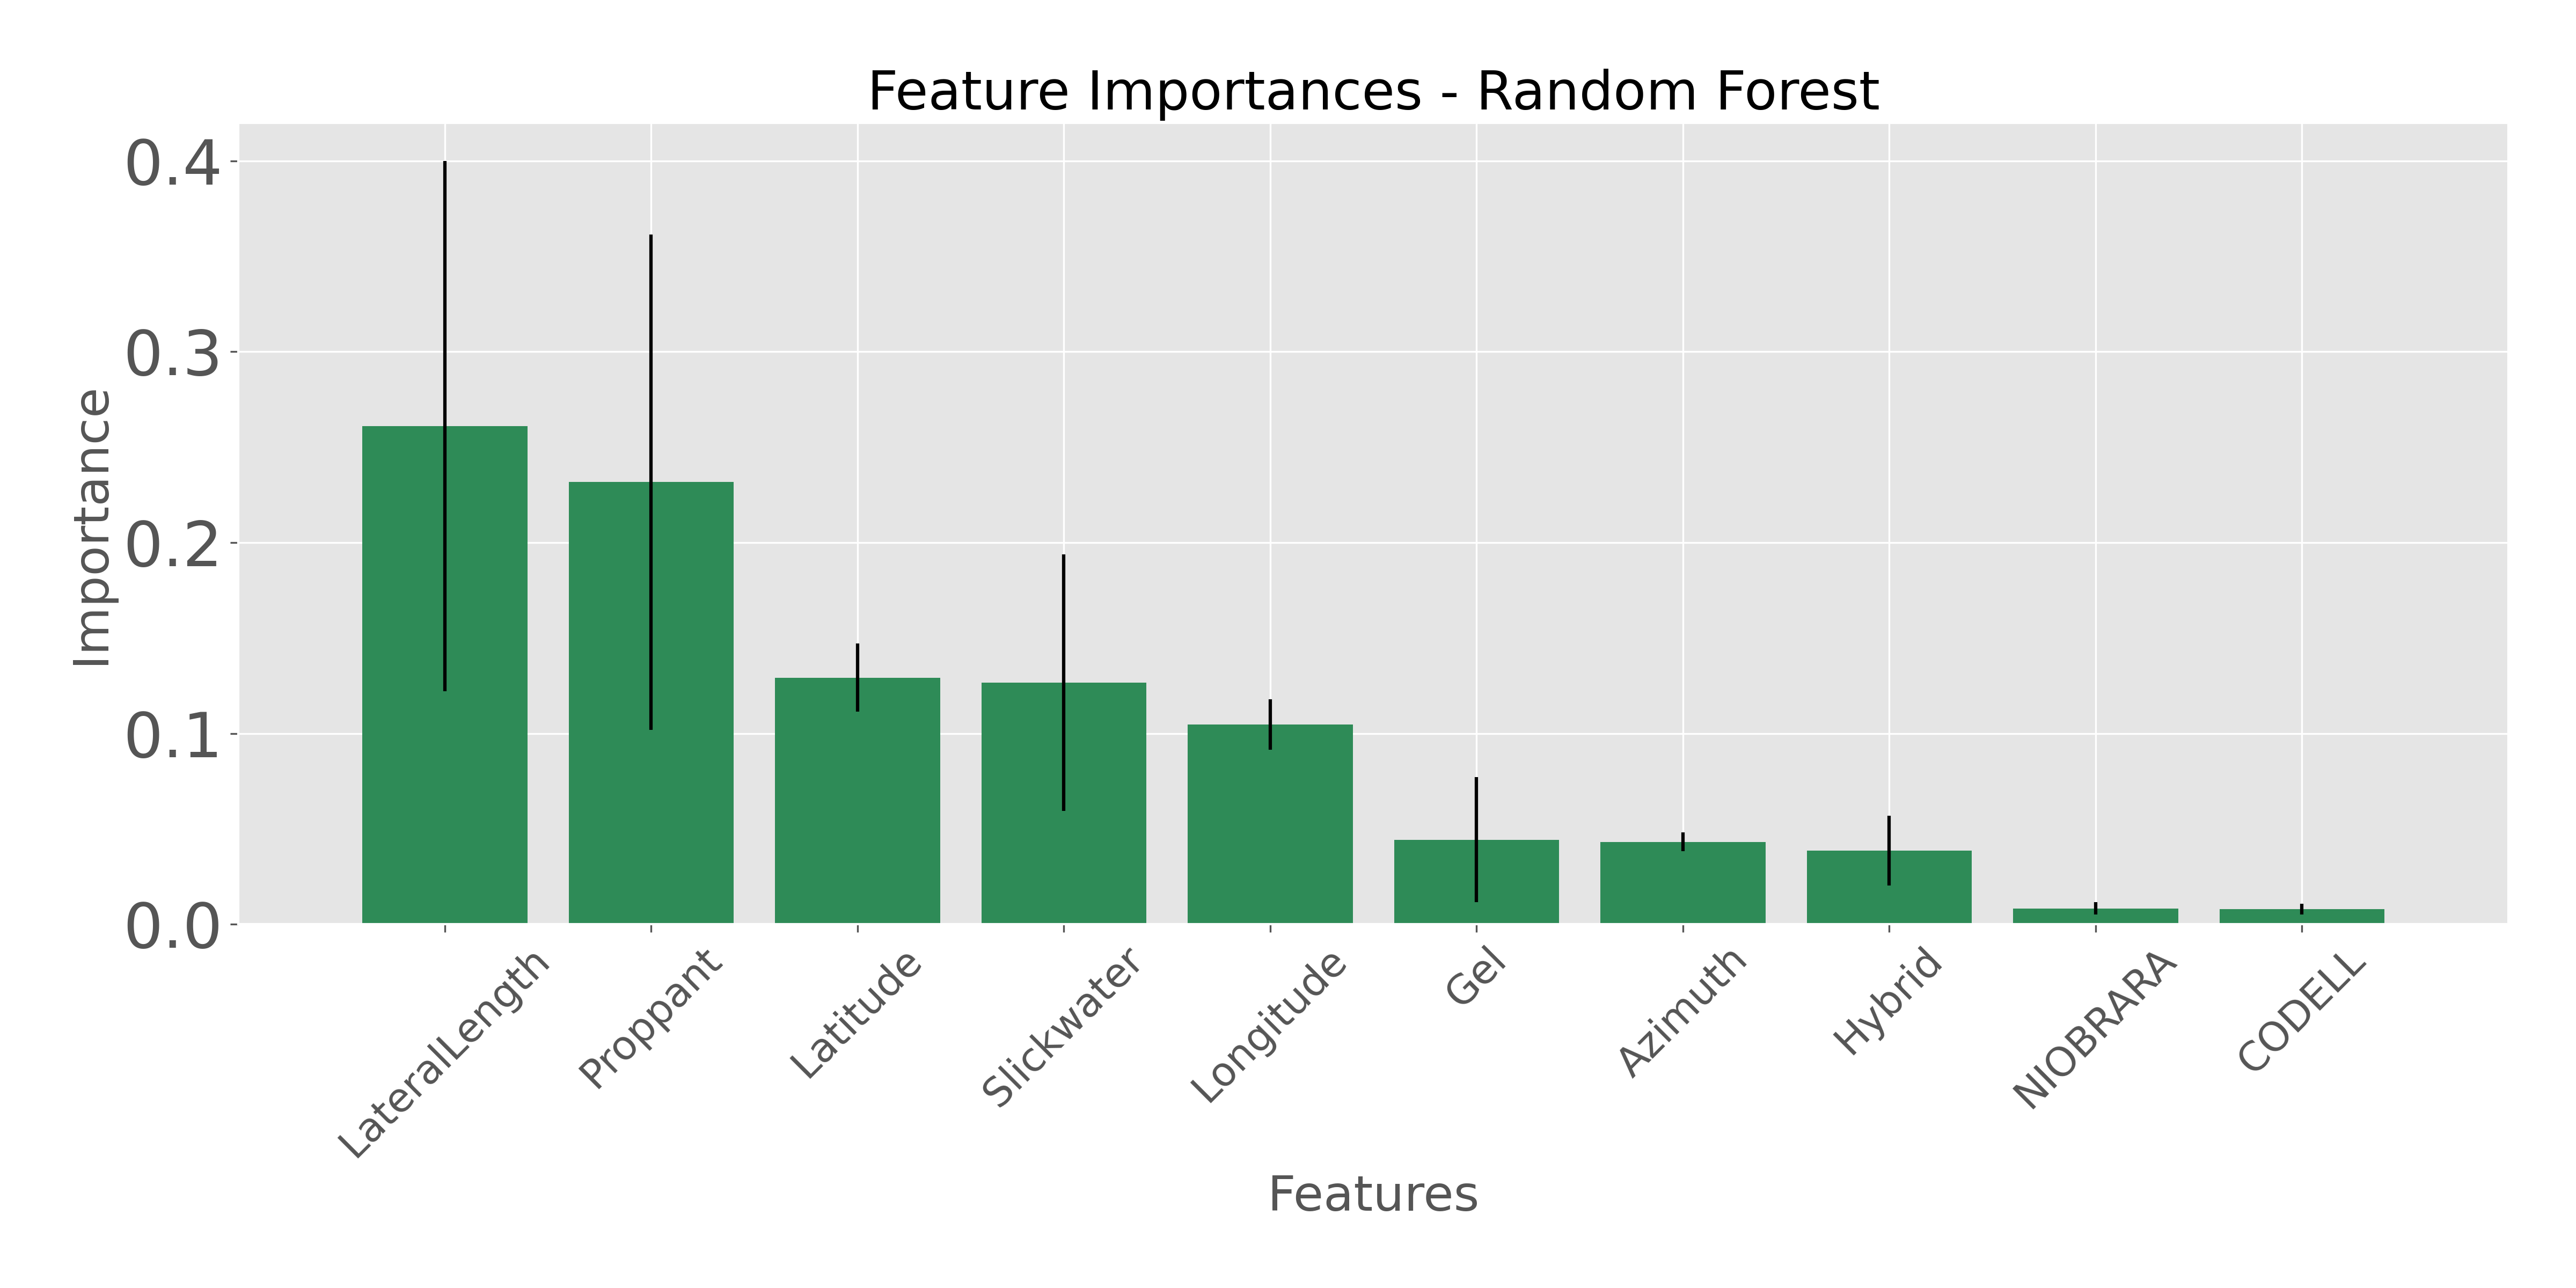 Feature Importances - Random Forest
Importance
0.4
0.3
0.2
0.1
0.0
LateralLength
Proppant
Latitude
Slickwater
Longitude
Gel
Azimuth
Hybrid
NIOBRARA
CODELL
Features